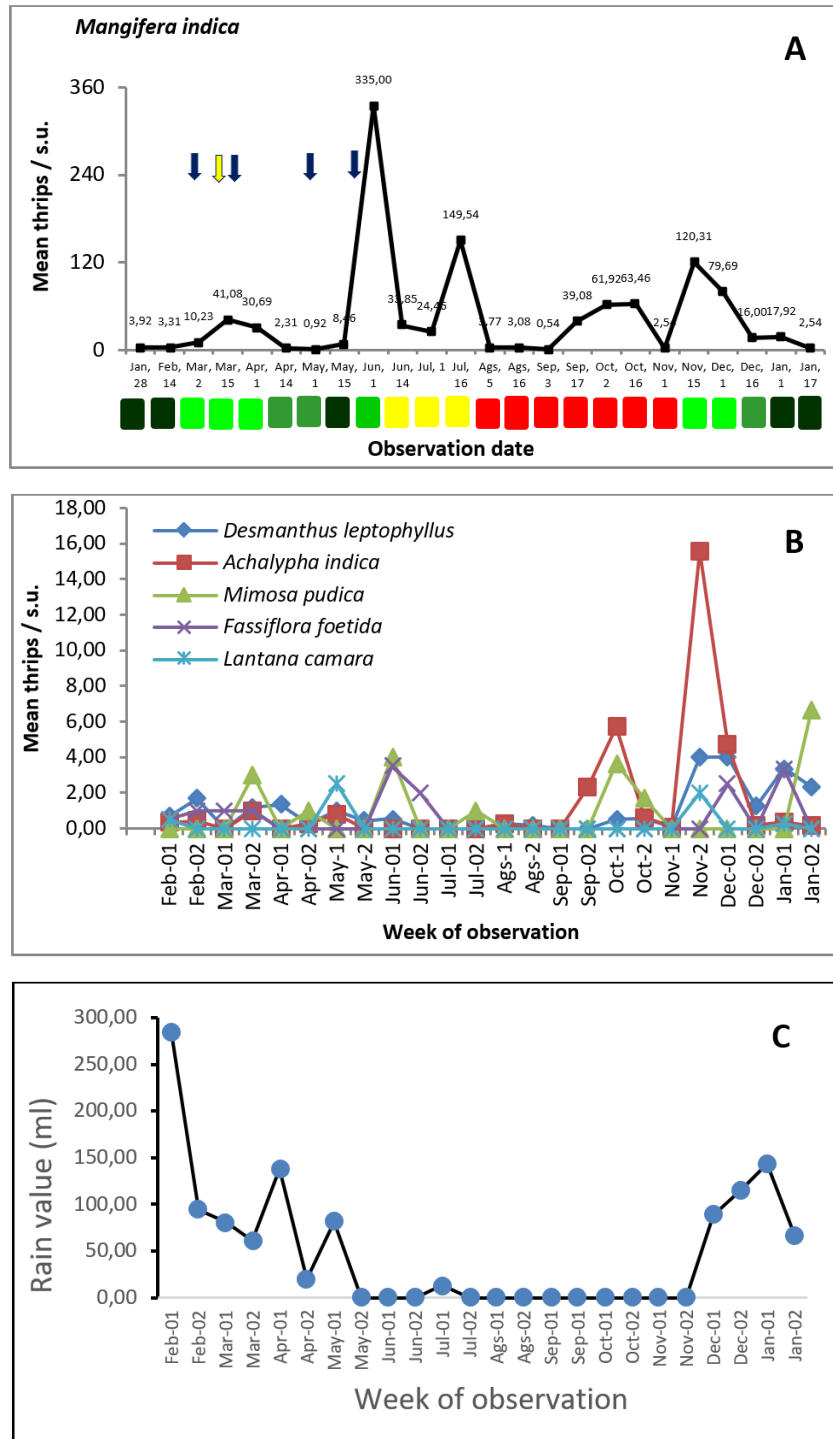 Mangifera indica
A
Mean thrips / s.u.
360
240
120
0
3,92
3,31
10,23
41,08
30,69
2,31
0,92
8,46
335,00
33,85
24,46
149,54
3,77
3,08
0,54
39,08
61,92
63,46
2,54
120,31
79,69
16,00
17,92
2,54
Jan, 28
Feb, 14
Mar, 2
Mar, 15
Apr, 1
Apr, 14
May, 1
May, 15
Jun, 1
Jun, 14
Jul, 1
Jul, 16
Ags, 5
Ags, 16
Sep, 3
Sep, 17
Oct, 2
Oct, 16
Nov, 1
Nov, 15
Dec, 1
Dec, 16
Jan, 1
Jan, 17
Observation date
B
Mean thrips / s.u.
18,00
16,00
14,00
12,00
10,00
8,00
6,00
4,00
2,00
0,00
Desmanthus leptophyllus
Achalypha indica
Mimosa pudica
Fassiflora foetida
Lantana camara
Feb-01
Feb-02
Mar-01
Mar-02
Apr-01
Apr-02
May-1
May-2
Jun-01
Jun-02
Jul-01
Jul-02
Ags-1
Ags-2
Sep-01
Sep-02
Oct-1
Oct-2
Nov-1
Nov-2
Dec-01
Dec-02
Jan-01
Jan-02
Week of observation
C
Rain value (ml)
300,00
250,00
200,00
150,00
100,00
50,00
0,00
Feb-01
Feb-02
Mar-01
Mar-02
Apr-01
Apr-02
May-01
May-02
Jun-01
Jun-02
Jul-01
Jul-02
Ags-01
Ags-02
Sep-01
Sep-01
Oct-01
Oct-02
Nov-01
Nov-02
Dec-01
Dec-02
Jan-01
Jan-02
Week of observation